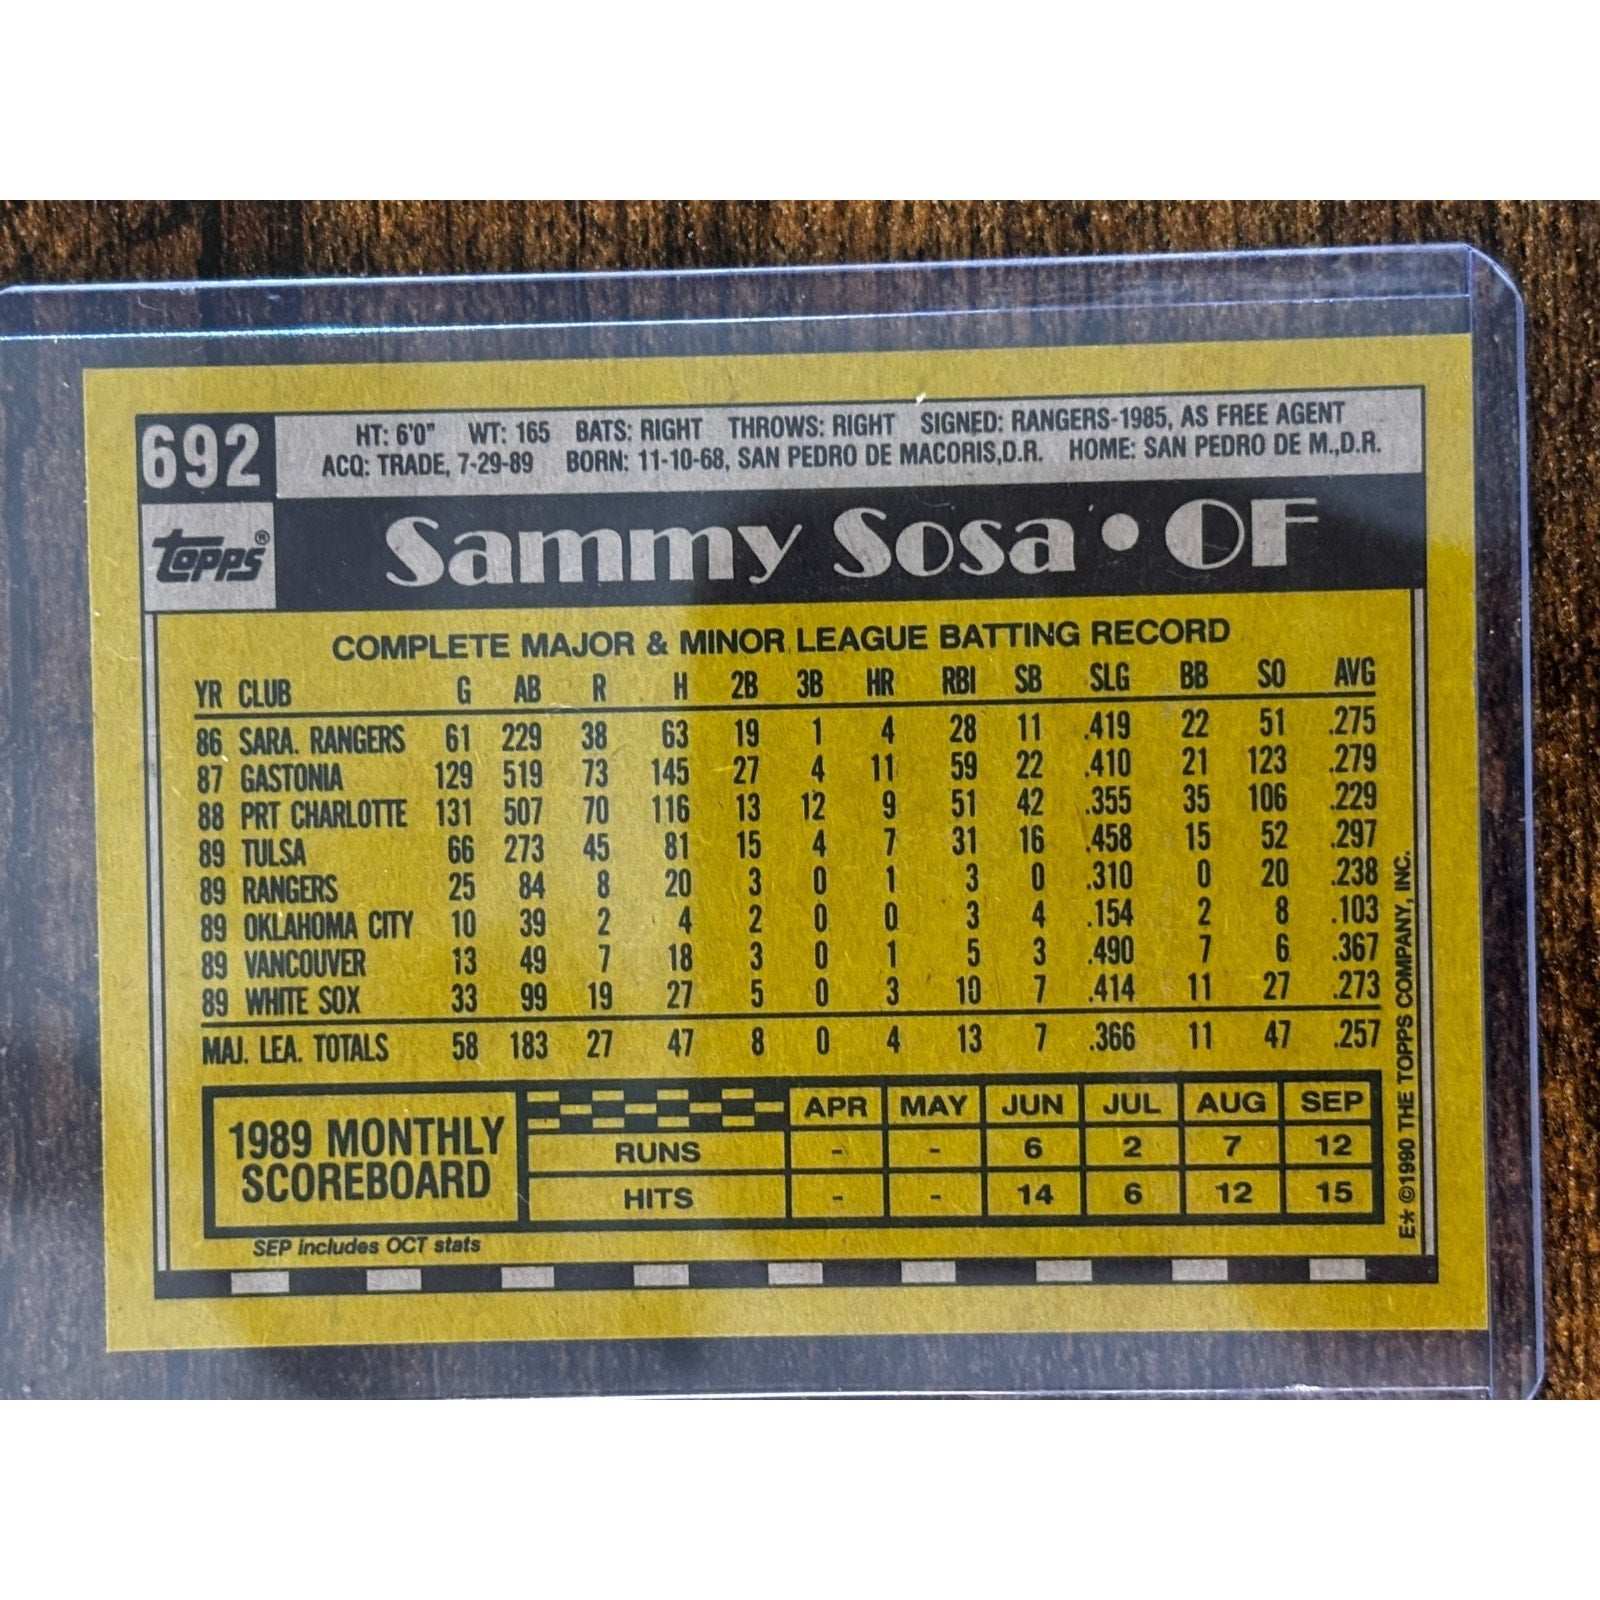 692
HT: 6'0" WT: 165 BATS: RIGHT THROWS: RIGHT SIGNED: RANGERS-1985, AS FREE AGENT
ACQ: TRADE, 7-29-89 BORN: 11-10-68, SAN PEDRO DE MACORIS,D.R. HOME: SAN PEDRO DE M.,D.R.
topps®
Sammy Sosa • OF
COMPLETE MAJOR & MINOR LEAGUE BATTING RECORD
YR CLUB G AB R H 2B 3B HR RBI SB SLG BB SO AVG
86 SARA. RANGERS 61 229 38 63 19 1 4 28 11 .419 22 51 .275
87 GASTONIA 129 519 73 145 27 4 11 59 22 .410 21 123 .279
88 PRT CHARLOTTE 131 507 70 116 13 12 9 51 42 .355 35 106 .229
89 TULSA 66 273 45 81 15 4 7 31 16 .458 15 52 .297
89 RANGERS 25 84 8 20 3 0 1 3 0 .310 0 20 .238
89 OKLAHOMA CITY 10 39 2 4 2 0 0 3 4 .154 2 8 .103
89 VANCOUVER 13 49 7 18 3 0 1 5 3 .490 7 6 .367
89 WHITE SOX 33 99 19 27 5 0 3 10 7 .414 11 27 .273
MAJ. LEA. TOTALS 58 183 27 47 8 0 4 13 7 .366 11 47 .257
1989 MONTHLY
SCOREBOARD
APR MAY JUN JUL AUG SEP
RUNS - - 6 2 7 12
HITS - - 14 6 12 15
SEP includes OCT stats
E* ©1990 THE TOPPS COMPANY, INC.